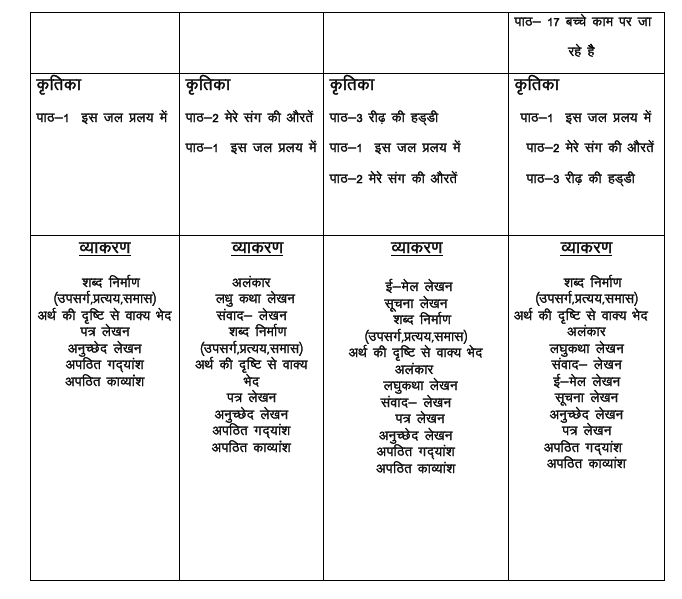 पाठ– 17 बच्चे काम पर जा
रहे है
कृतिका
पाठ–1 इस जल प्रलय में
कृतिका
पाठ–2 मेरे संग की औरतें
पाठ–1 इस जल प्रलय में
कृतिका
पाठ–3 रीढ़ की हड्डी
पाठ–1 इस जल प्रलय में
पाठ–2 मेरे संग की औरतें
कृतिका
पाठ–1 इस जल प्रलय में
पाठ–2 मेरे संग की औरतें
पाठ–3 रीढ़ की हड्डी
व्याकरण
शब्द निर्माण
(उपसर्ग,प्रत्यय,समास)
अर्थ की दृष्टि से वाक्य भेद
पत्र लेखन
अनुच्छेद लेखन
अपठित गद्यांश
अपठित काव्यांश
व्याकरण
अलंकार
लघु कथा लेखन
संवाद– लेखन
शब्द निर्माण
(उपसर्ग,प्रत्यय,समास)
अर्थ की दृष्टि से वाक्य
भेद
पत्र लेखन
अनुच्छेद लेखन
अपठित गद्यांश
अपठित काव्यांश
व्याकरण
ई–मेल लेखन
सूचना लेखन
शब्द निर्माण
(उपसर्ग,प्रत्यय,समास)
अर्थ की दृष्टि से वाक्य भेद
अलंकार
लघुकथा लेखन
संवाद– लेखन
पत्र लेखन
अनुच्छेद लेखन
अपठित गद्यांश
अपठित काव्यांश
व्याकरण
शब्द निर्माण
(उपसर्ग,प्रत्यय,समास)
अर्थ की दृष्टि से वाक्य भेद
अलंकार
लघुकथा लेखन
संवाद– लेखन
ई–मेल लेखन
सूचना लेखन
अनुच्छेद लेखन
पत्र लेखन
अपठित गद्यांश
अपठित काव्यांश